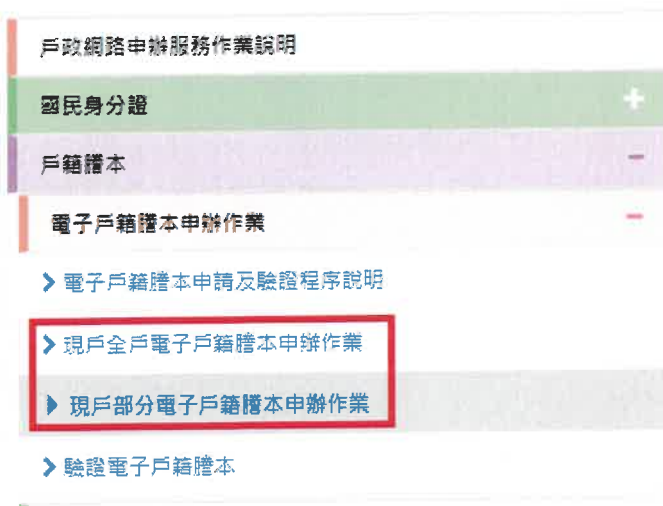 戶政網路申辦服務作業說明
國民身分證
戶籍謄本
電子戶籍謄本申辦作業
電子戶籍謄本申請及驗證程序說明
現戶全戶電子戶籍謄本申辦作業
現戶部分電子戶籍謄本申辦作業
驗證電子戶籍謄本